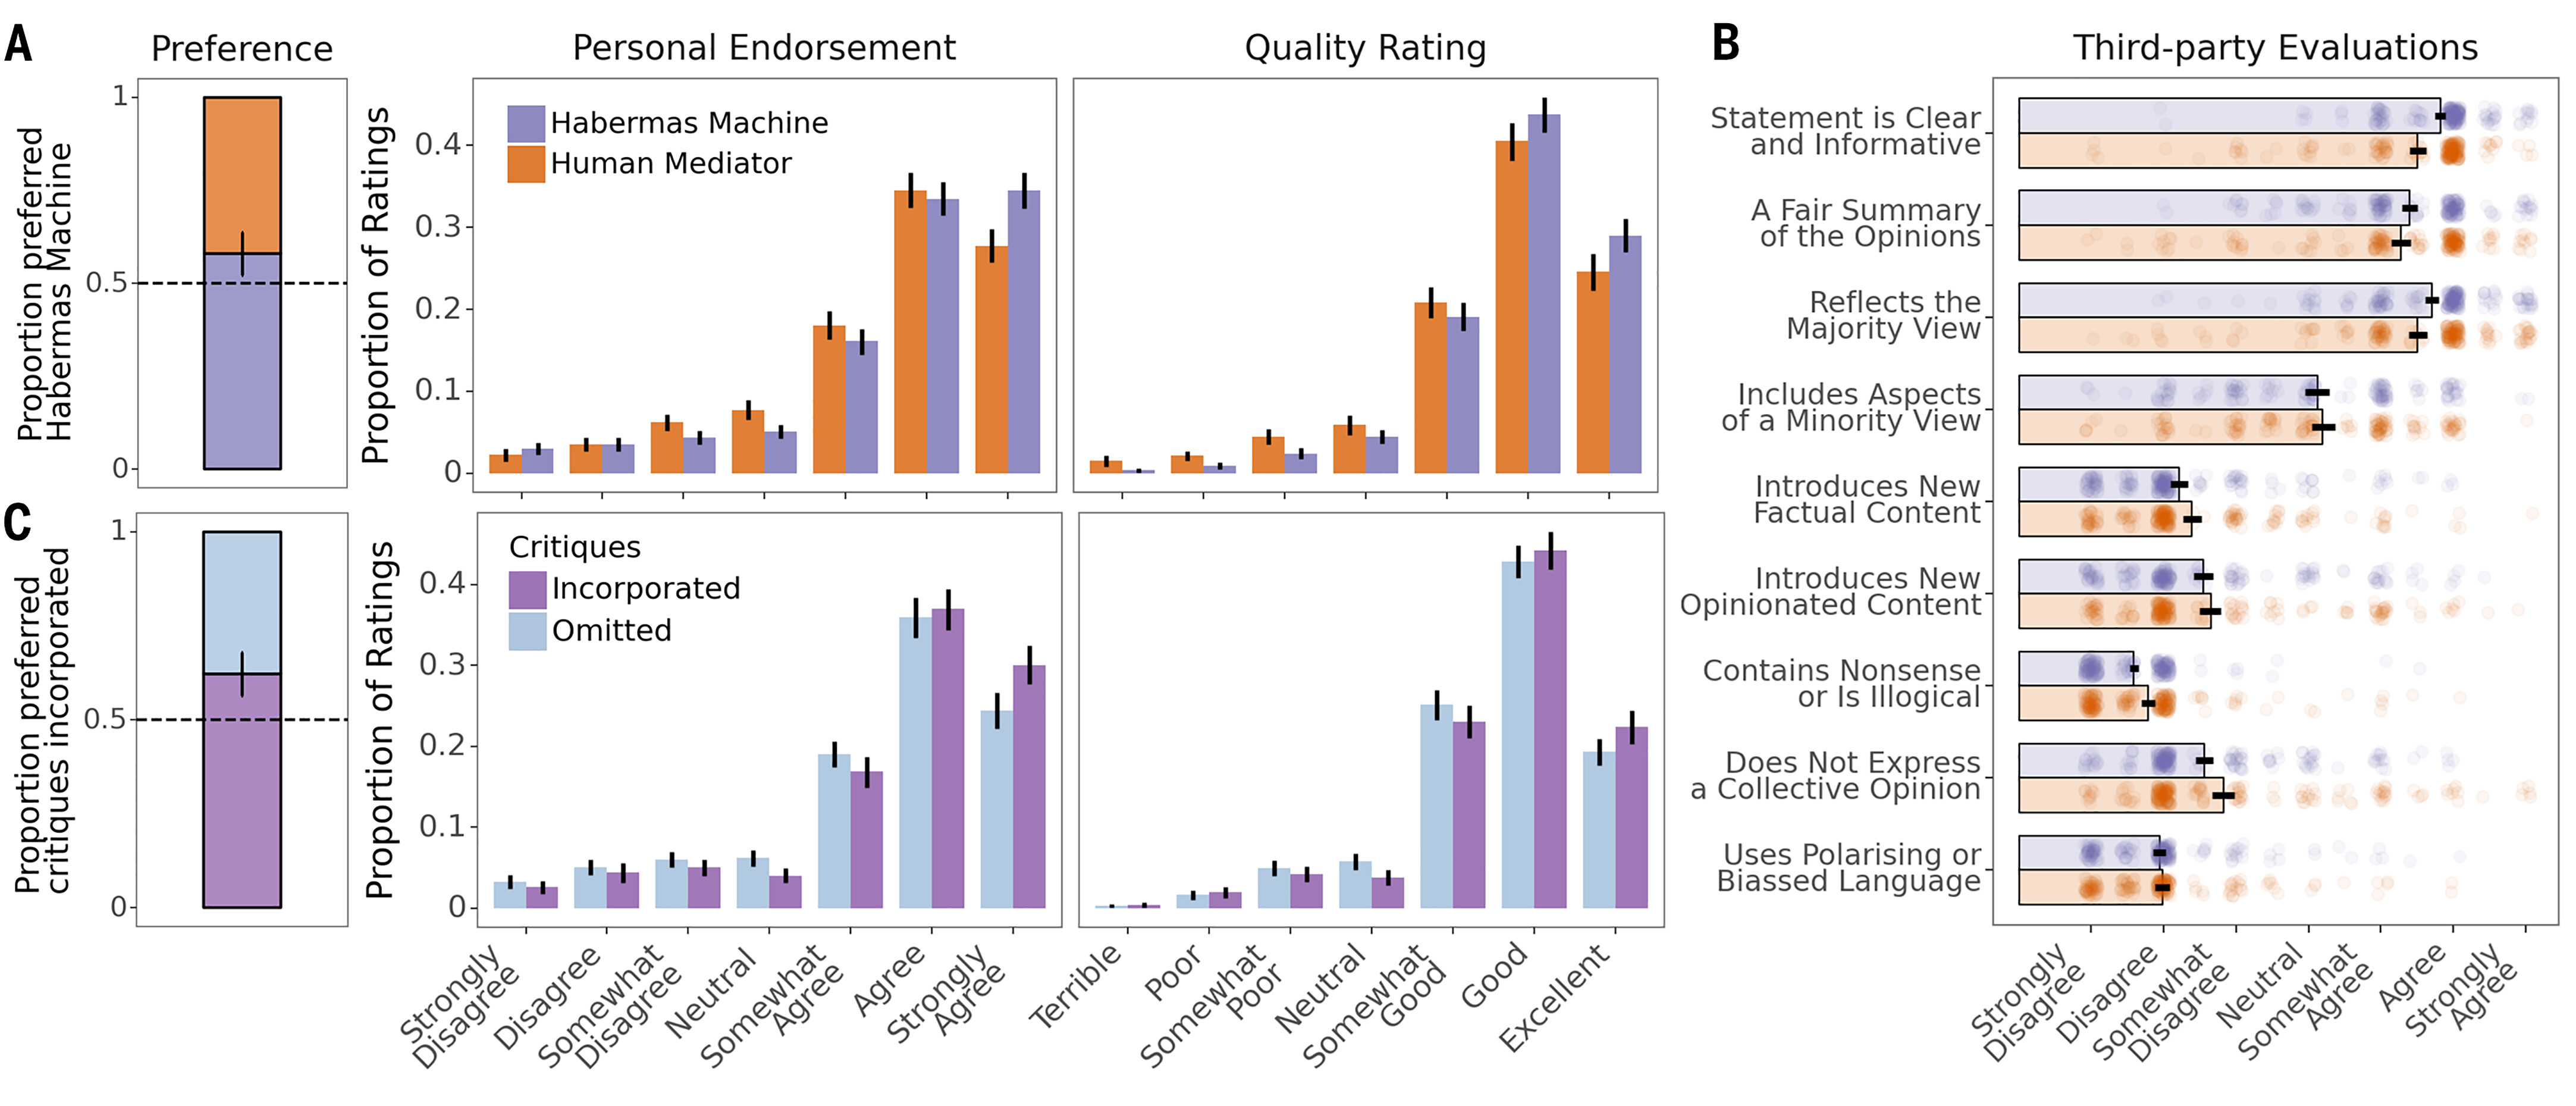 A
Preference
Personal Endorsement
Quality Rating
Proportion preferred
Habermas Machine
1
0.5
0
Proportion of Ratings
0.4
0.3
0.2
0.1
0
Habermas Machine
Human Mediator
B
Third-party Evaluations
Statement is Clear
and Informative
A Fair Summary
of the Opinions
Reflects the
Majority View
Includes Aspects
of a Minority View
Introduces New
Factual Content
Introduces New
Opinionated Content
Contains Nonsense
or Is Illogical
Does Not Express
a Collective Opinion
Uses Polarising or
Biassed Language
Strongly
Disagree
Disagree
Somewhat
Disagree
Neutral
Somewhat
Agree
Agree
Strongly
Agree
C
Proportion preferred
critiques incorporated
1
0.5
0
Proportion of Ratings
0.4
0.3
0.2
0.1
0
Critiques
Incorporated
Omitted
Strongly
Disagree
Disagree
Somewhat
Disagree
Neutral
Somewhat
Agree
Agree
Strongly
Agree
Terrible
Poor
Somewhat
Poor
Neutral
Somewhat
Good
Good
Excellent